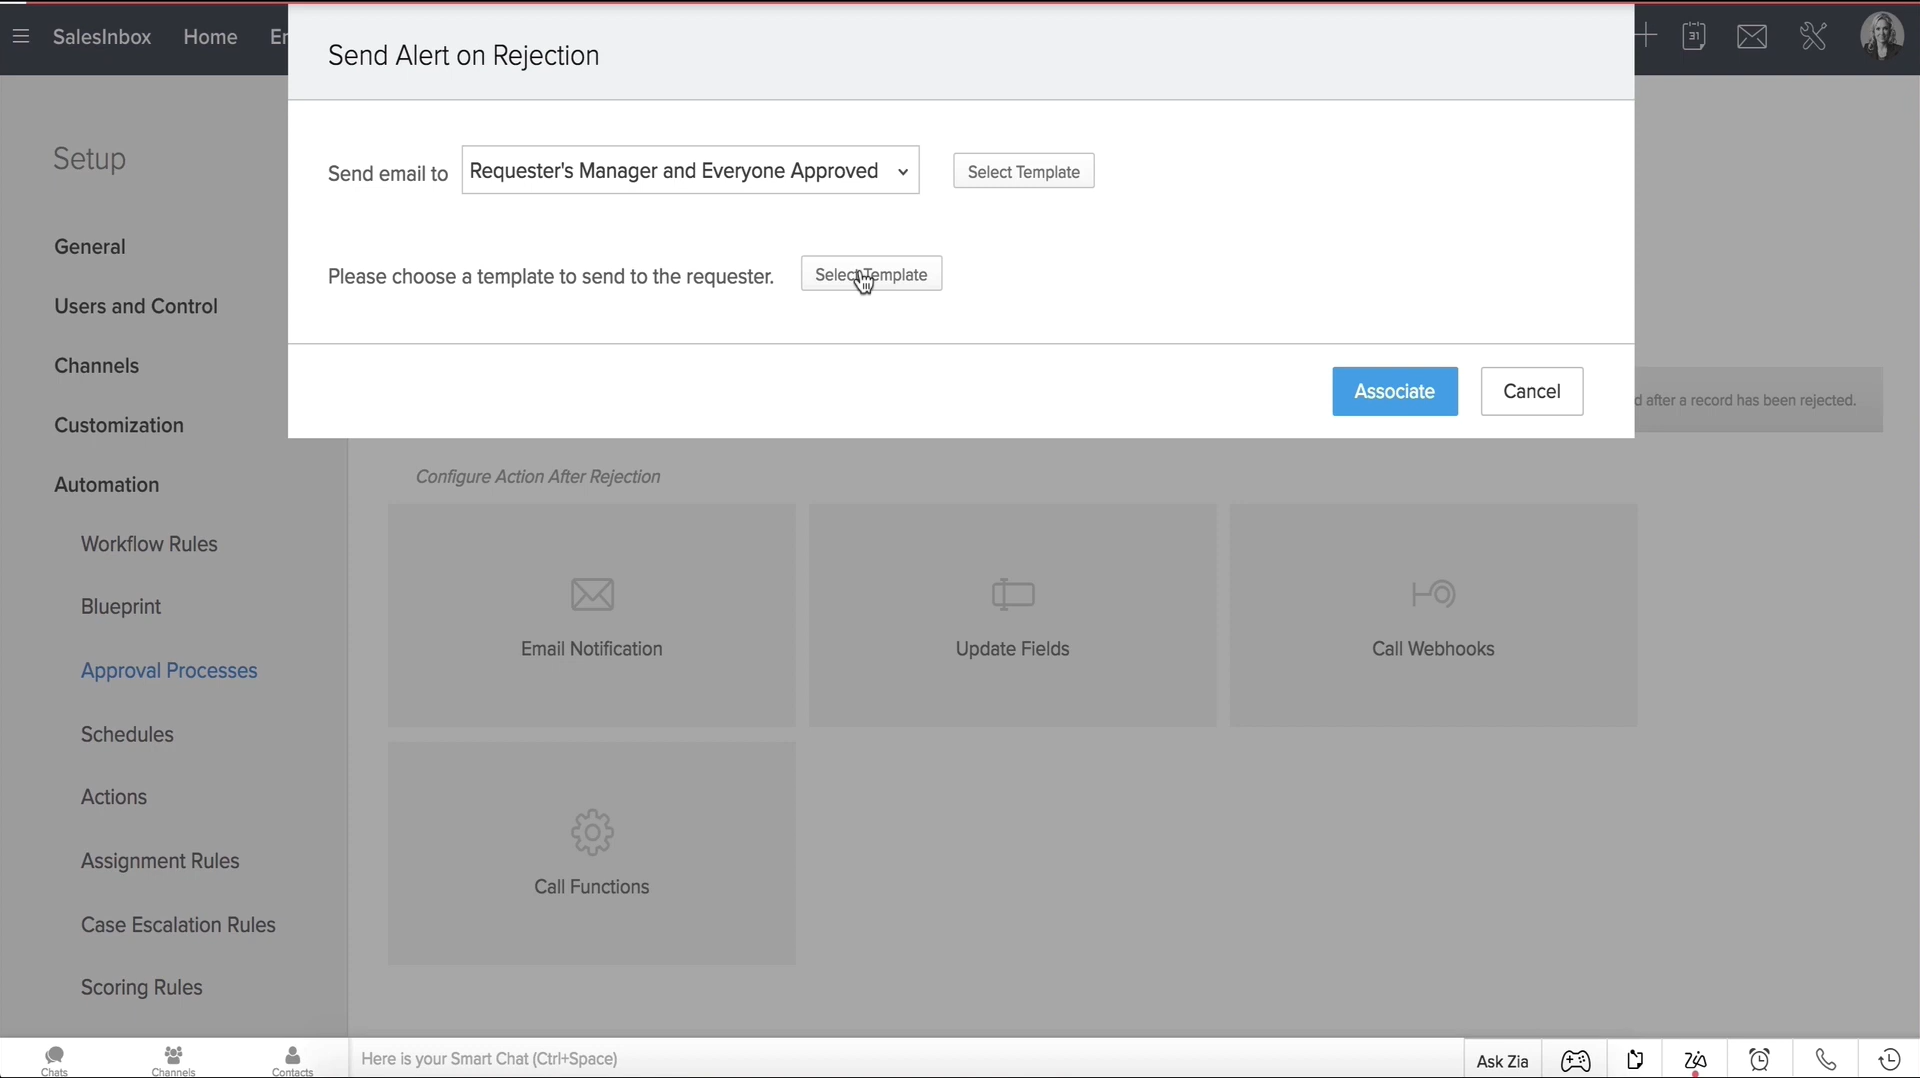 SalesInbox Home En
31
Send Alert on Rejection
Send email to Requester's Manager and Everyone Approved Select Template
Please choose a template to send to the requester. Select Template
Associate Cancel
d after a record has been rejected.
Setup
General
Users and Control
Channels
Customization
Automation
Workflow Rules
Blueprint
Approval Processes
Schedules
Actions
Assignment Rules
Case Escalation Rules
Scoring Rules
Configure Action After Rejection
Email Notification
Update Fields
Call Webhooks
Call Functions
Chats Channels Contacts
Here is your Smart Chat (Ctrl+Space)
Ask Zia